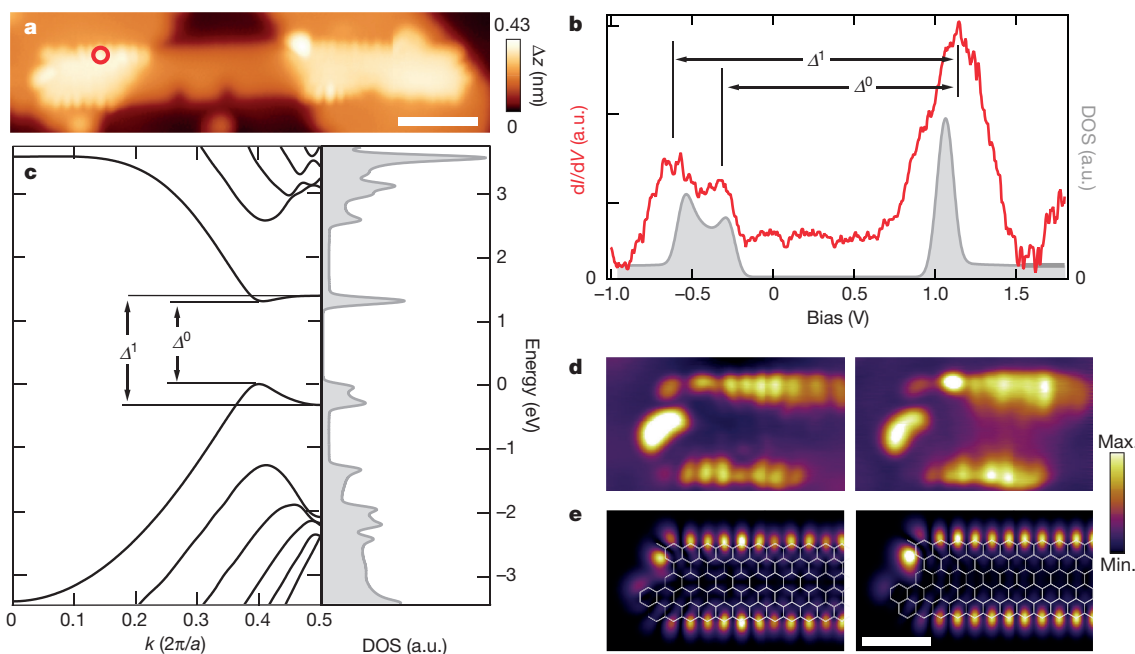 a
0.43
Δz (nm)
0
b
Δ¹
Δ⁰
dI/dV (a.u.)
DOS (a.u.)
0
0
−1.0
−0.5
0
0.5
1.0
1.5
Bias (V)
c
3
2
1
0
−1
−2
−3
Energy (eV)
Δ¹
Δ⁰
0
0.1
0.2
0.3
0.4
0.5
k (2π/a)
DOS (a.u.)
d
Max.
Min.
e